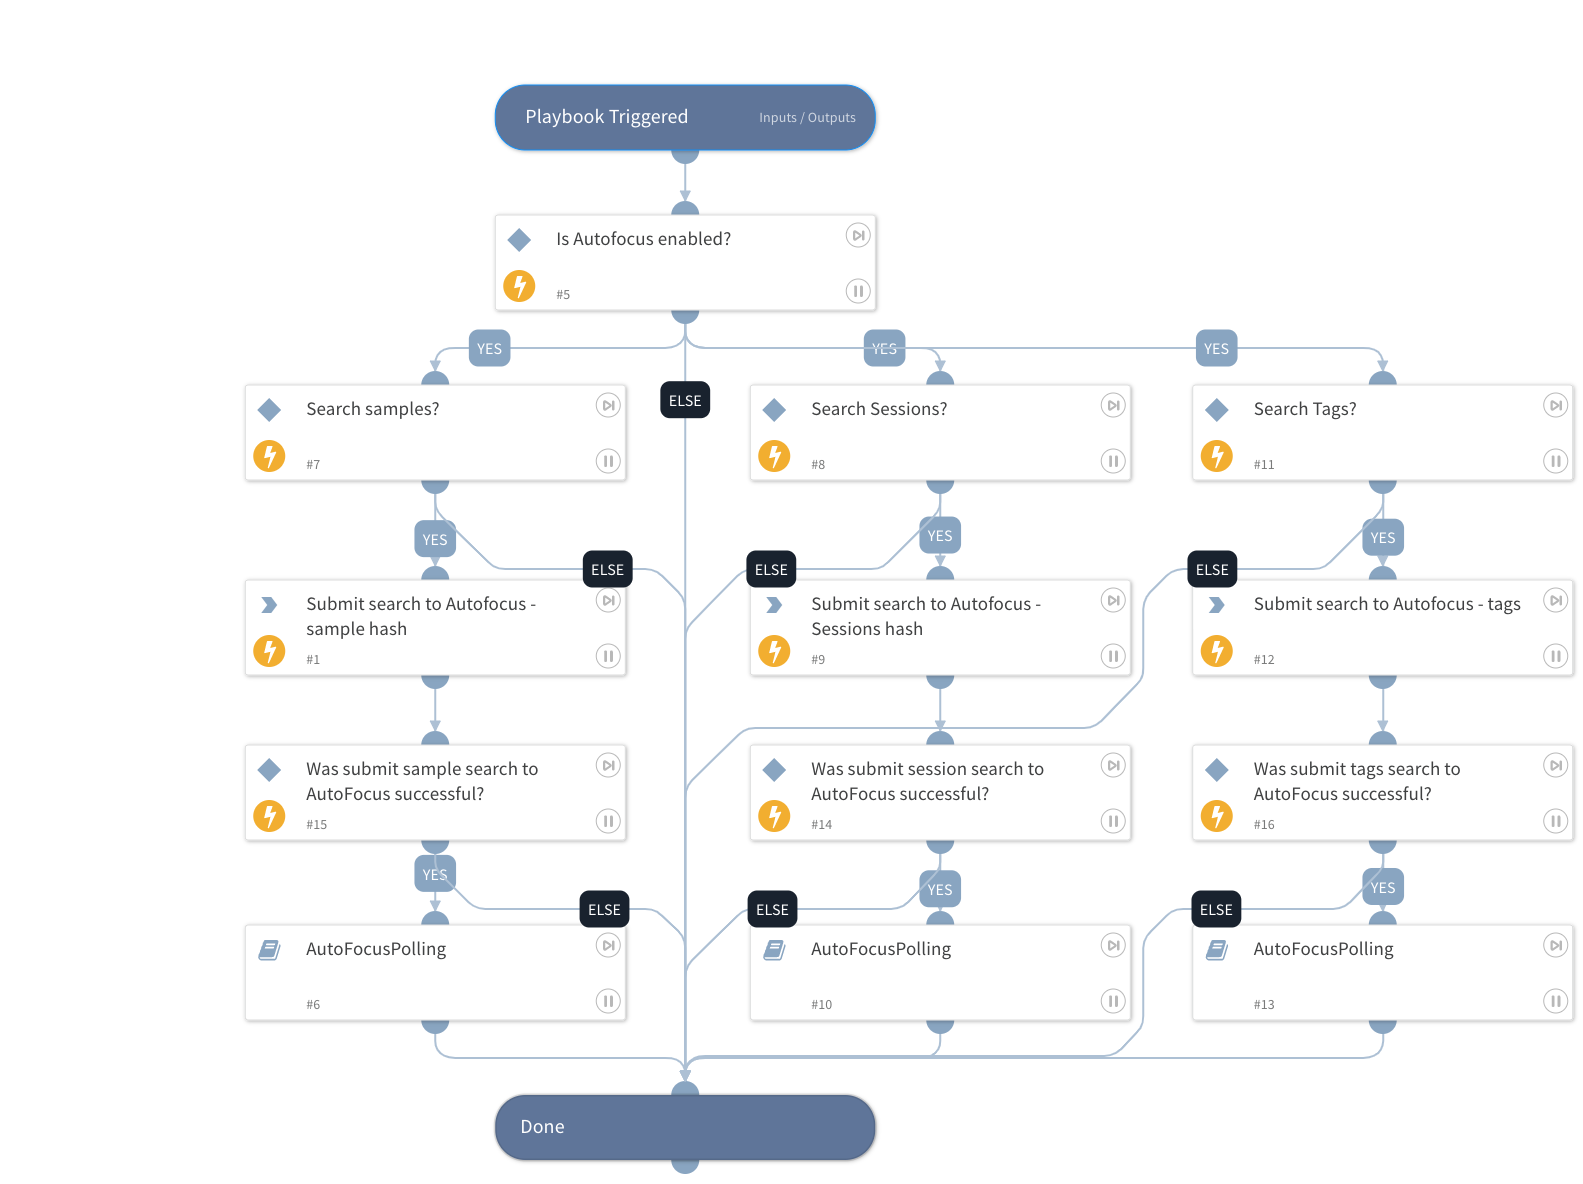 Playbook Triggered
Inputs / Outputs
Is Autofocus enabled?
#5
YES
YES
YES
ELSE
Search samples?
#7
Search Sessions?
#8
Search Tags?
#11
YES
ELSE
ELSE
YES
ELSE
YES
Submit search to Autofocus -
sample hash
#1
Submit search to Autofocus -
Sessions hash
#9
Submit search to Autofocus - tags
#12
Was submit sample search to
AutoFocus successful?
#15
Was submit session search to
AutoFocus successful?
#14
Was submit tags search to
AutoFocus successful?
#16
YES
ELSE
ELSE
YES
ELSE
YES
AutoFocusPolling
#6
AutoFocusPolling
#10
AutoFocusPolling
#13
Done